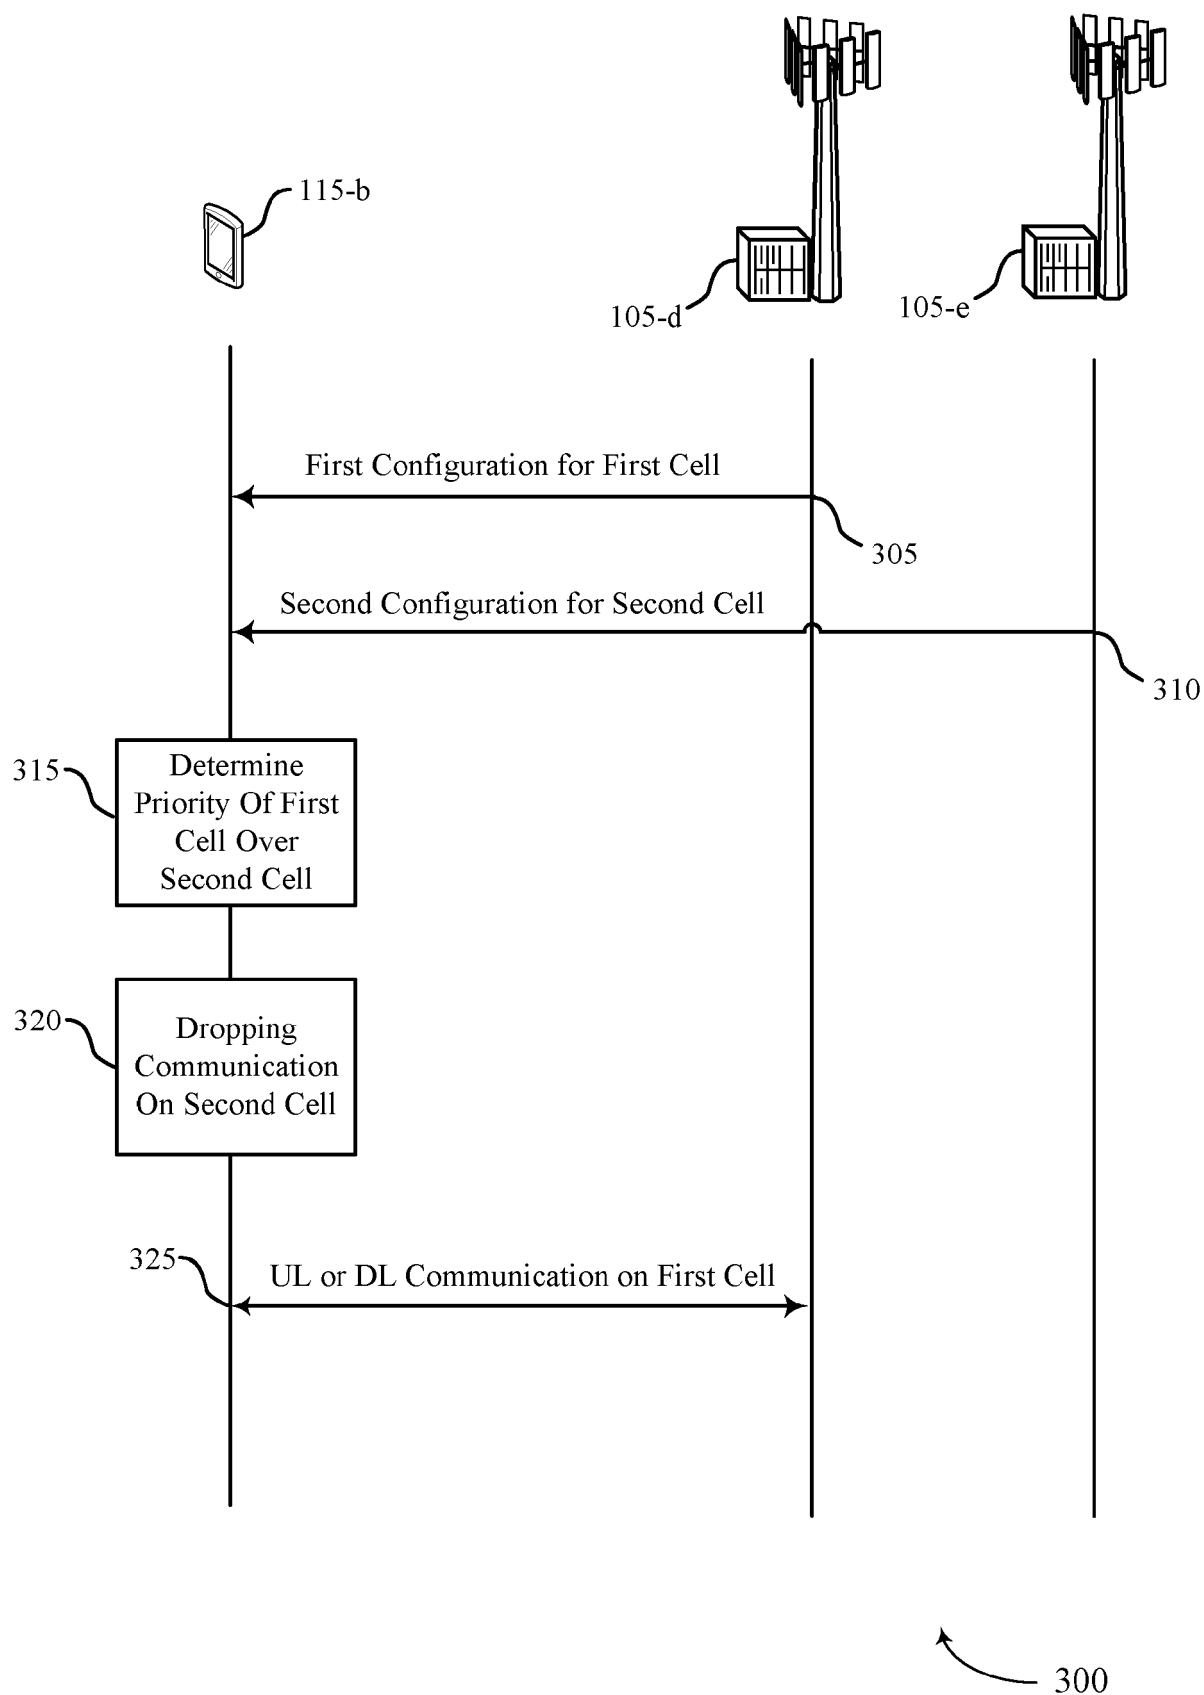 115-b
105-d
105-e
First Configuration for First Cell
305
Second Configuration for Second Cell
310
315
Determine
Priority Of First
Cell Over
Second Cell
320
Dropping
Communication
On Second Cell
325
UL or DL Communication on First Cell
300